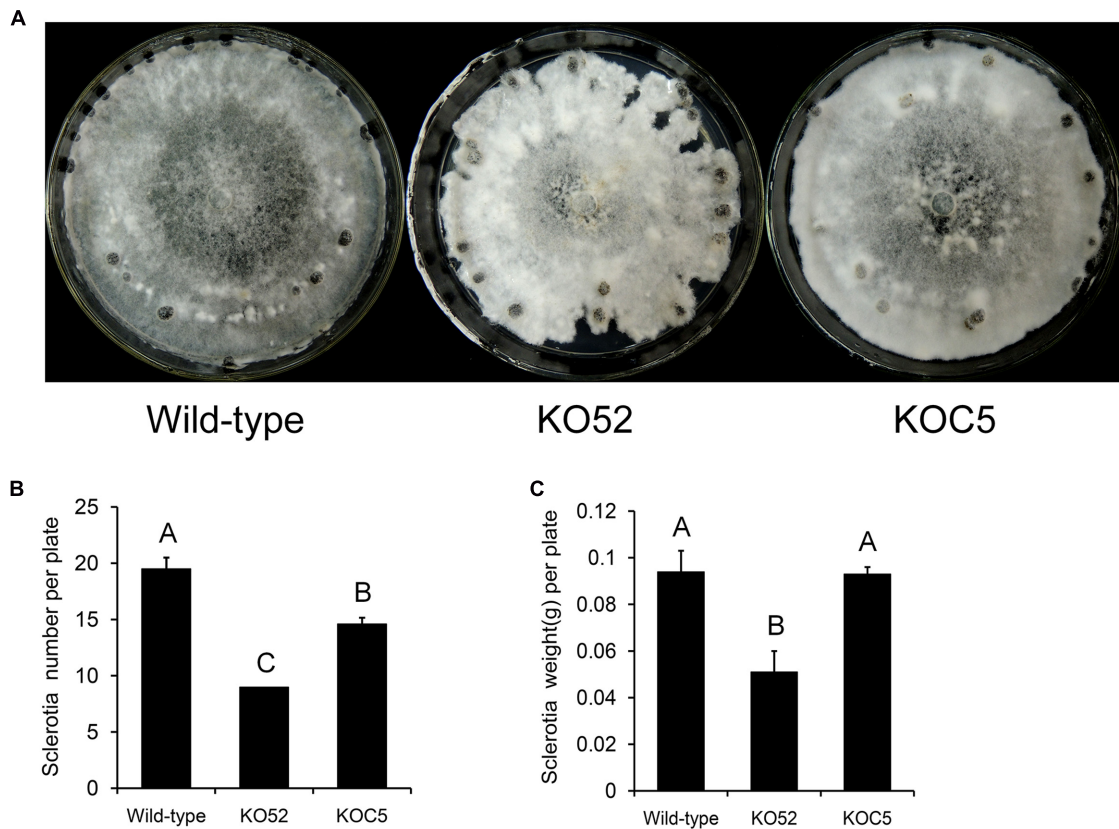 A
Wild-type KO52 KOC5
B
Sclerotia number per plate
25
20
15
10
5
0
A
C
B
Wild-type KO52 KOC5
C
Sclerotia weight(g) per plate
0.12
0.1
0.08
0.06
0.04
0.02
0
A
B
A
Wild-type KO52 KOC5